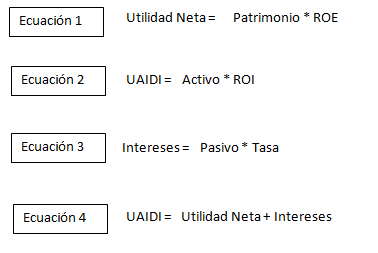 Ecuación 1 Utilidad Neta = Patrimonio * ROE
Ecuación 2 UAIDI = Activo * ROI
Ecuación 3 Intereses = Pasivo * Tasa
Ecuación 4 UAIDI = Utilidad Neta + Intereses